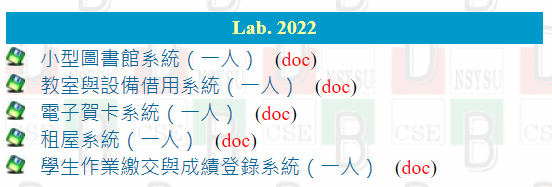 Lab. 2022
小型圖書館系統（一人） (doc)
教室與設備借用系統（一人） (doc)
電子賀卡系統（一人） (doc)
租屋系統（一人） (doc)
學生作業繳交與成績登錄系統（一人） (doc)